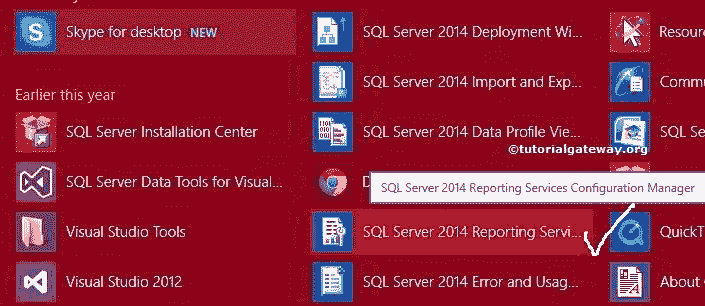 Skype for desktop NEW
Earlier this year
SQL Server Installation Center
SQL Server Data Tools for Visual...
Visual Studio Tools
Visual Studio 2012
SQL Server 2014 Deployment Wi...
SQL Server 2014 Import and Exp...
SQL Server 2014 Data Profile Vie...
©tutorialgateway.org
D
SQL Server 2014 Reporting Services Configuration Manager
SQL Server 2014 Reporting Servi...
SQL Server 2014 Error and Usag...
Resour
Commu
SQL Se
QuickT
About